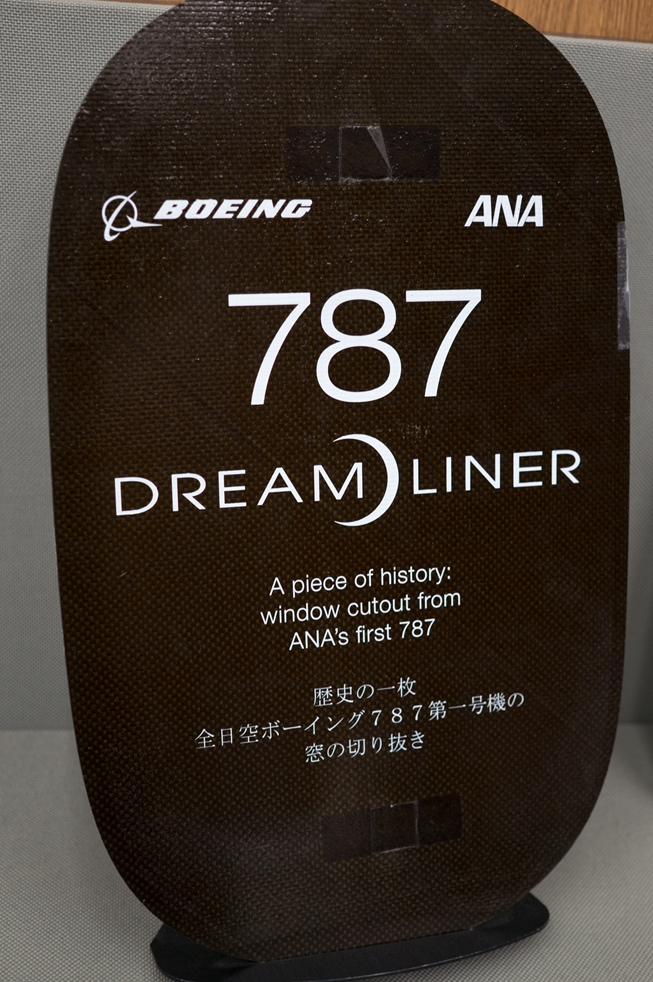 BOEING ANA
787
DREAMLINER
A piece of history:
window cutout from
ANA's first 787
歴史の一枚
全日空ボーイング７８７第一号機の
窓の切り抜き